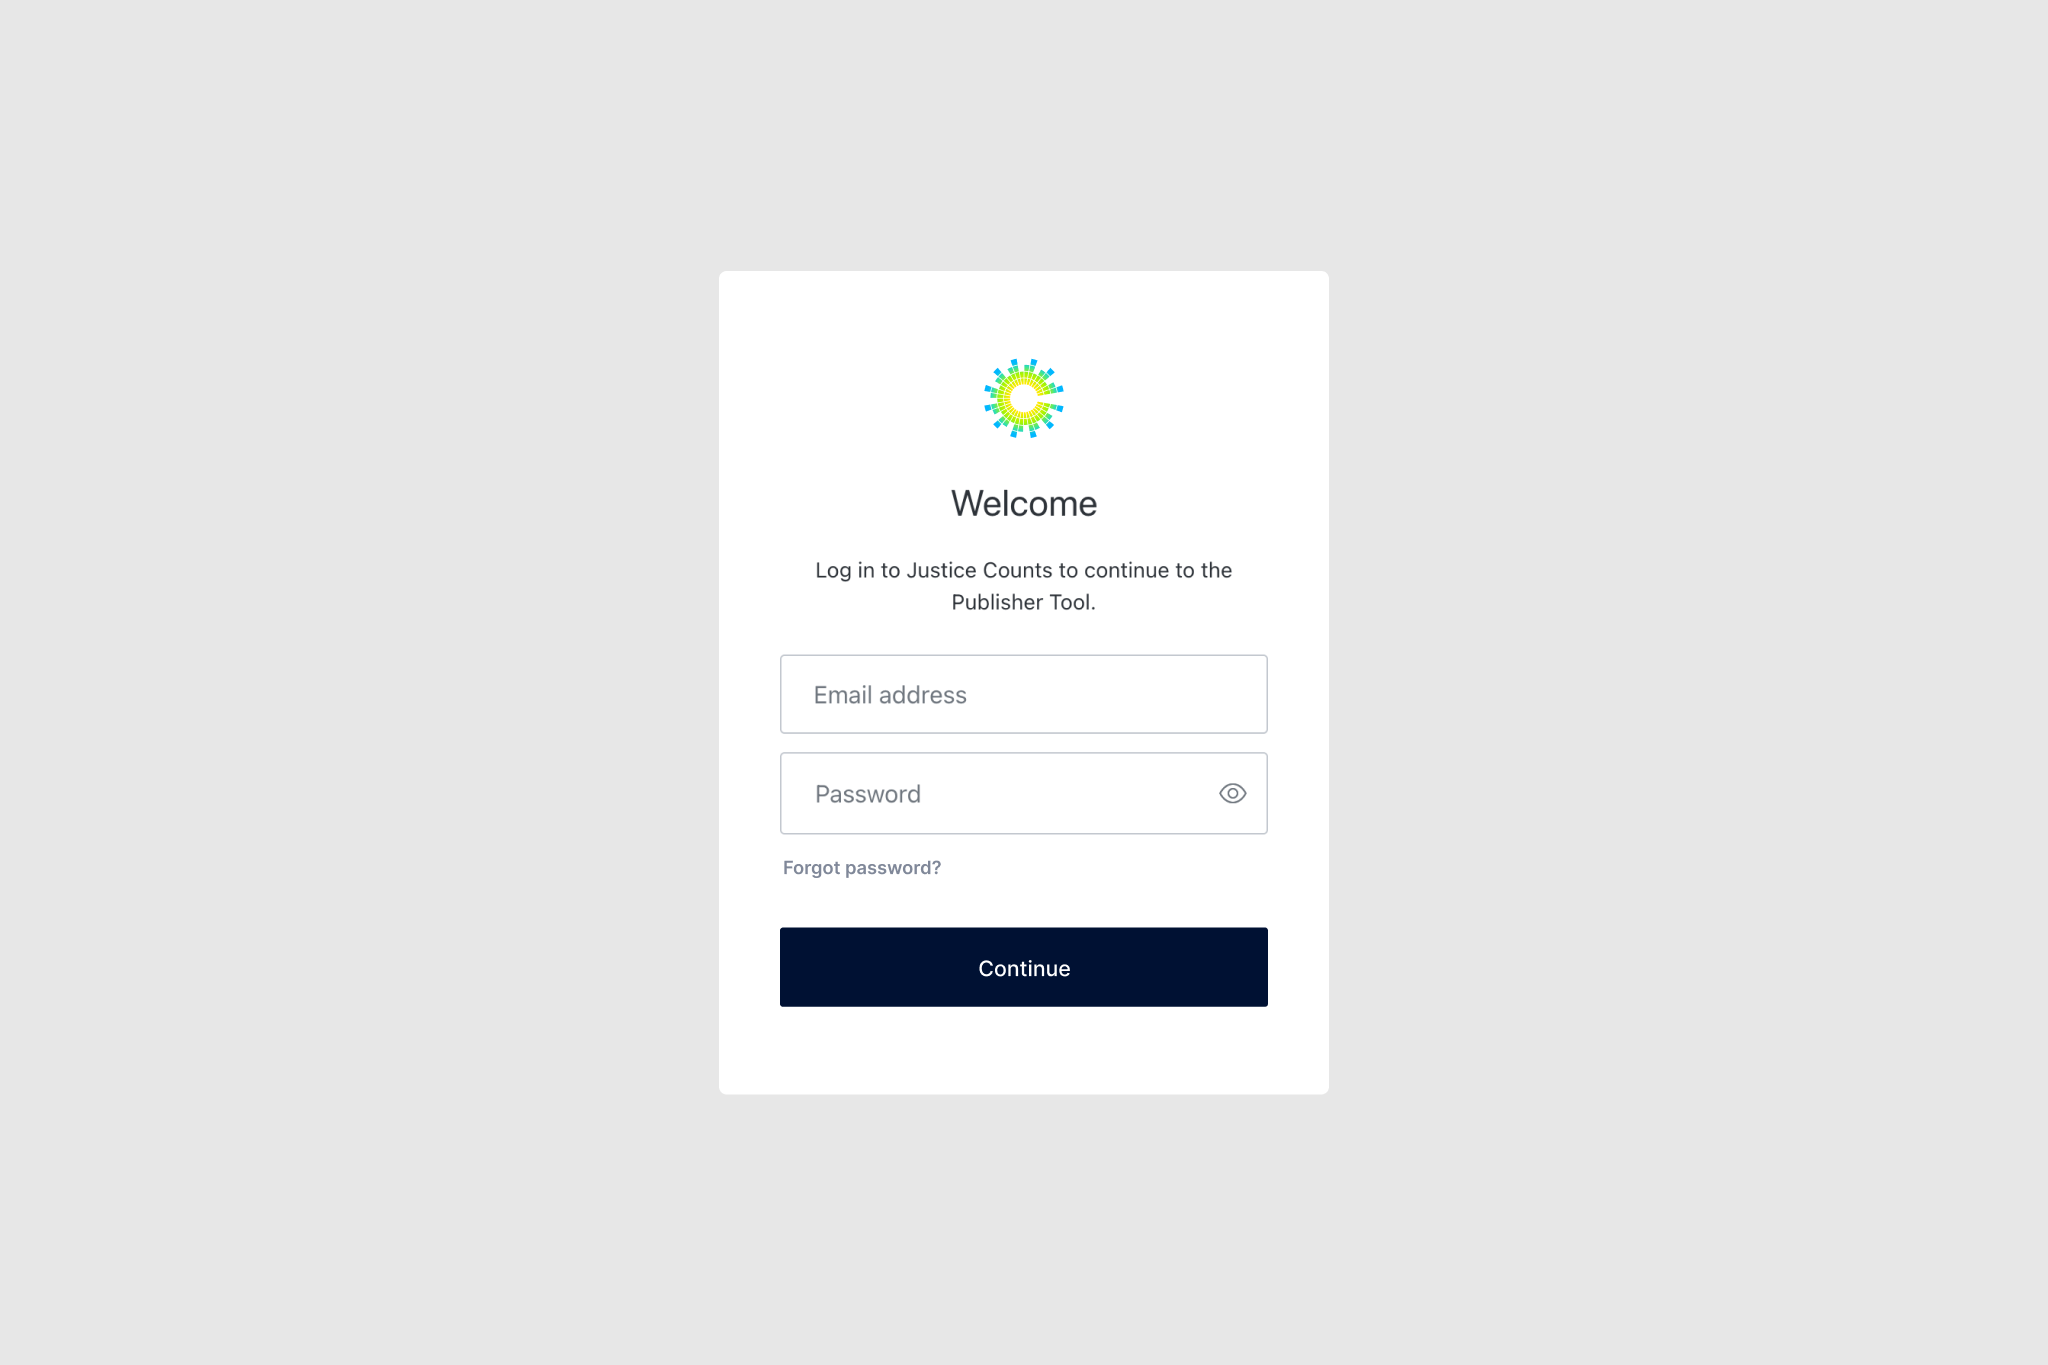 Welcome
Log in to Justice Counts to continue to the
Publisher Tool.
Email address
Password
Forgot password?
Continue